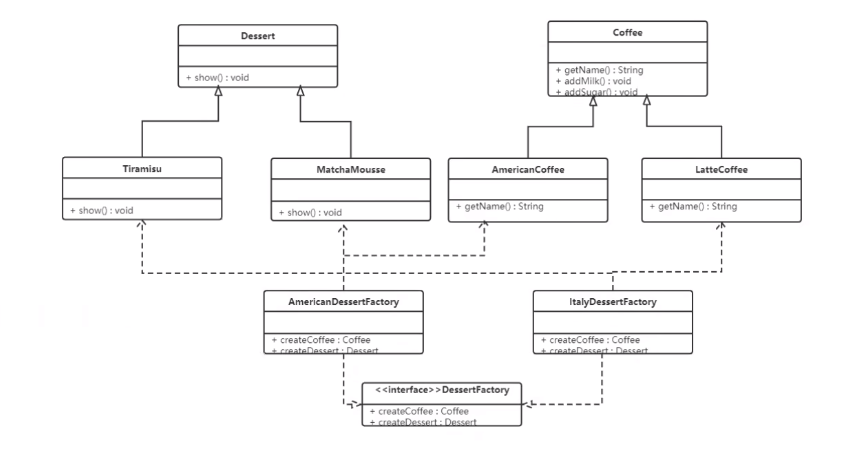 Dessert
+ show() : void
Coffee
+ getName() : String
+ addMilk() : void
+ addSugar() : void
Tiramisu
+ show() : void
MatchaMousse
+ show() : void
AmericanCoffee
+ getName() : String
LatteCoffee
+ getName() : String
AmericanDessertFactory
+ createCoffee : Coffee
+ createDessert : Dessert
ItalyDessertFactory
+ createCoffee : Coffee
+ createDessert : Dessert
<<interface>>DessertFactory
+ createCoffee : Coffee
+ createDessert : Dessert